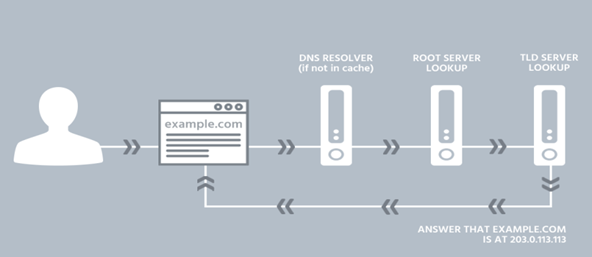 DNS RESOLVER
(if not in cache)
ROOT SERVER
LOOKUP
TLD SERVER
LOOKUP
example.com
ANSWER THAT EXAMPLE.COM
IS AT 203.0.113.113